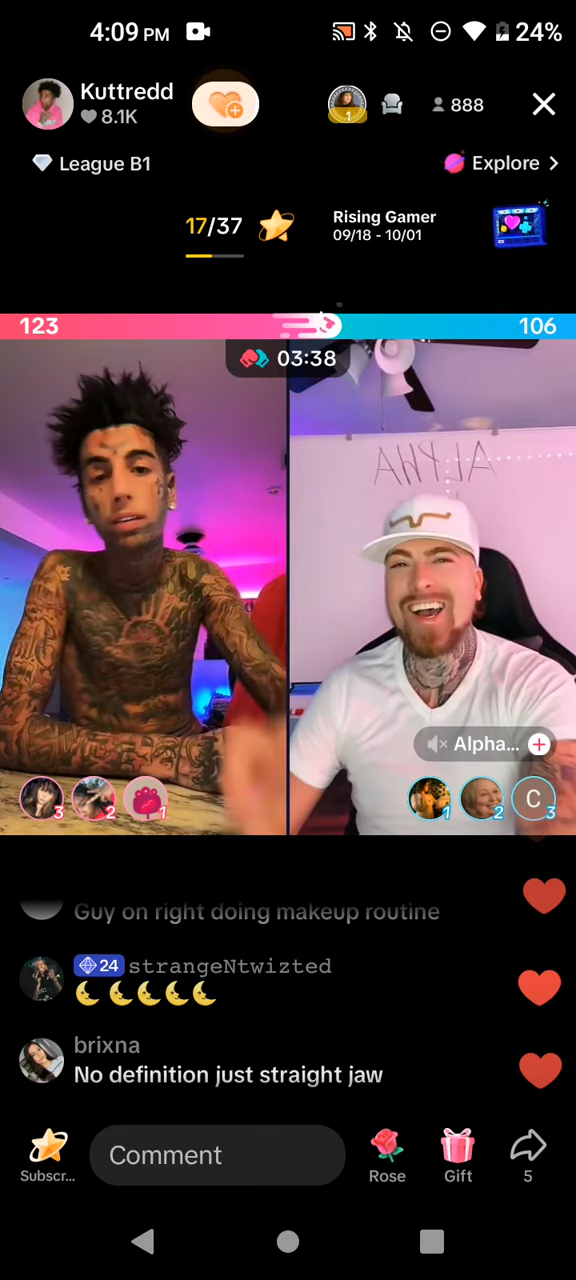 4:09 PM
24%
Kuttredd
8.1K
1
888
League B1
Explore >
17/37
Rising Gamer
09/18 - 10/01
123
106
03:38
ALPHA
Alpha...
3
2
1
1
2
C
3
Guy on right doing makeup routine
24 strangeNtwizted
🌜🌜🌜🌜🌜
brixna
No definition just straight jaw
Subscr...
Comment
Rose
Gift
5